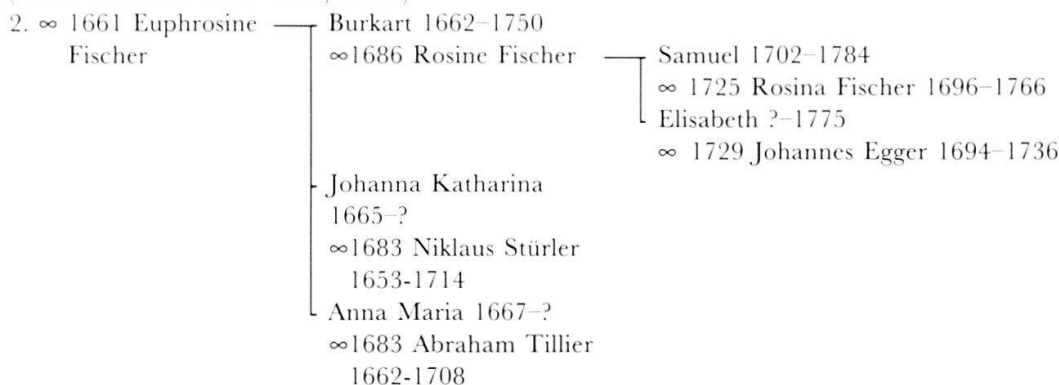 2. ∞ 1661 Euphrosine
Fischer
Burkart 1662–1750
∞1686 Rosine Fischer
Samuel 1702–1784
∞ 1725 Rosina Fischer 1696–1766
Elisabeth ?–1775
∞ 1729 Johannes Egger 1694–1736
Johanna Katharina
1665–?
∞1683 Niklaus Stürler
1653-1714
Anna Maria 1667–?
∞1683 Abraham Tillier
1662-1708